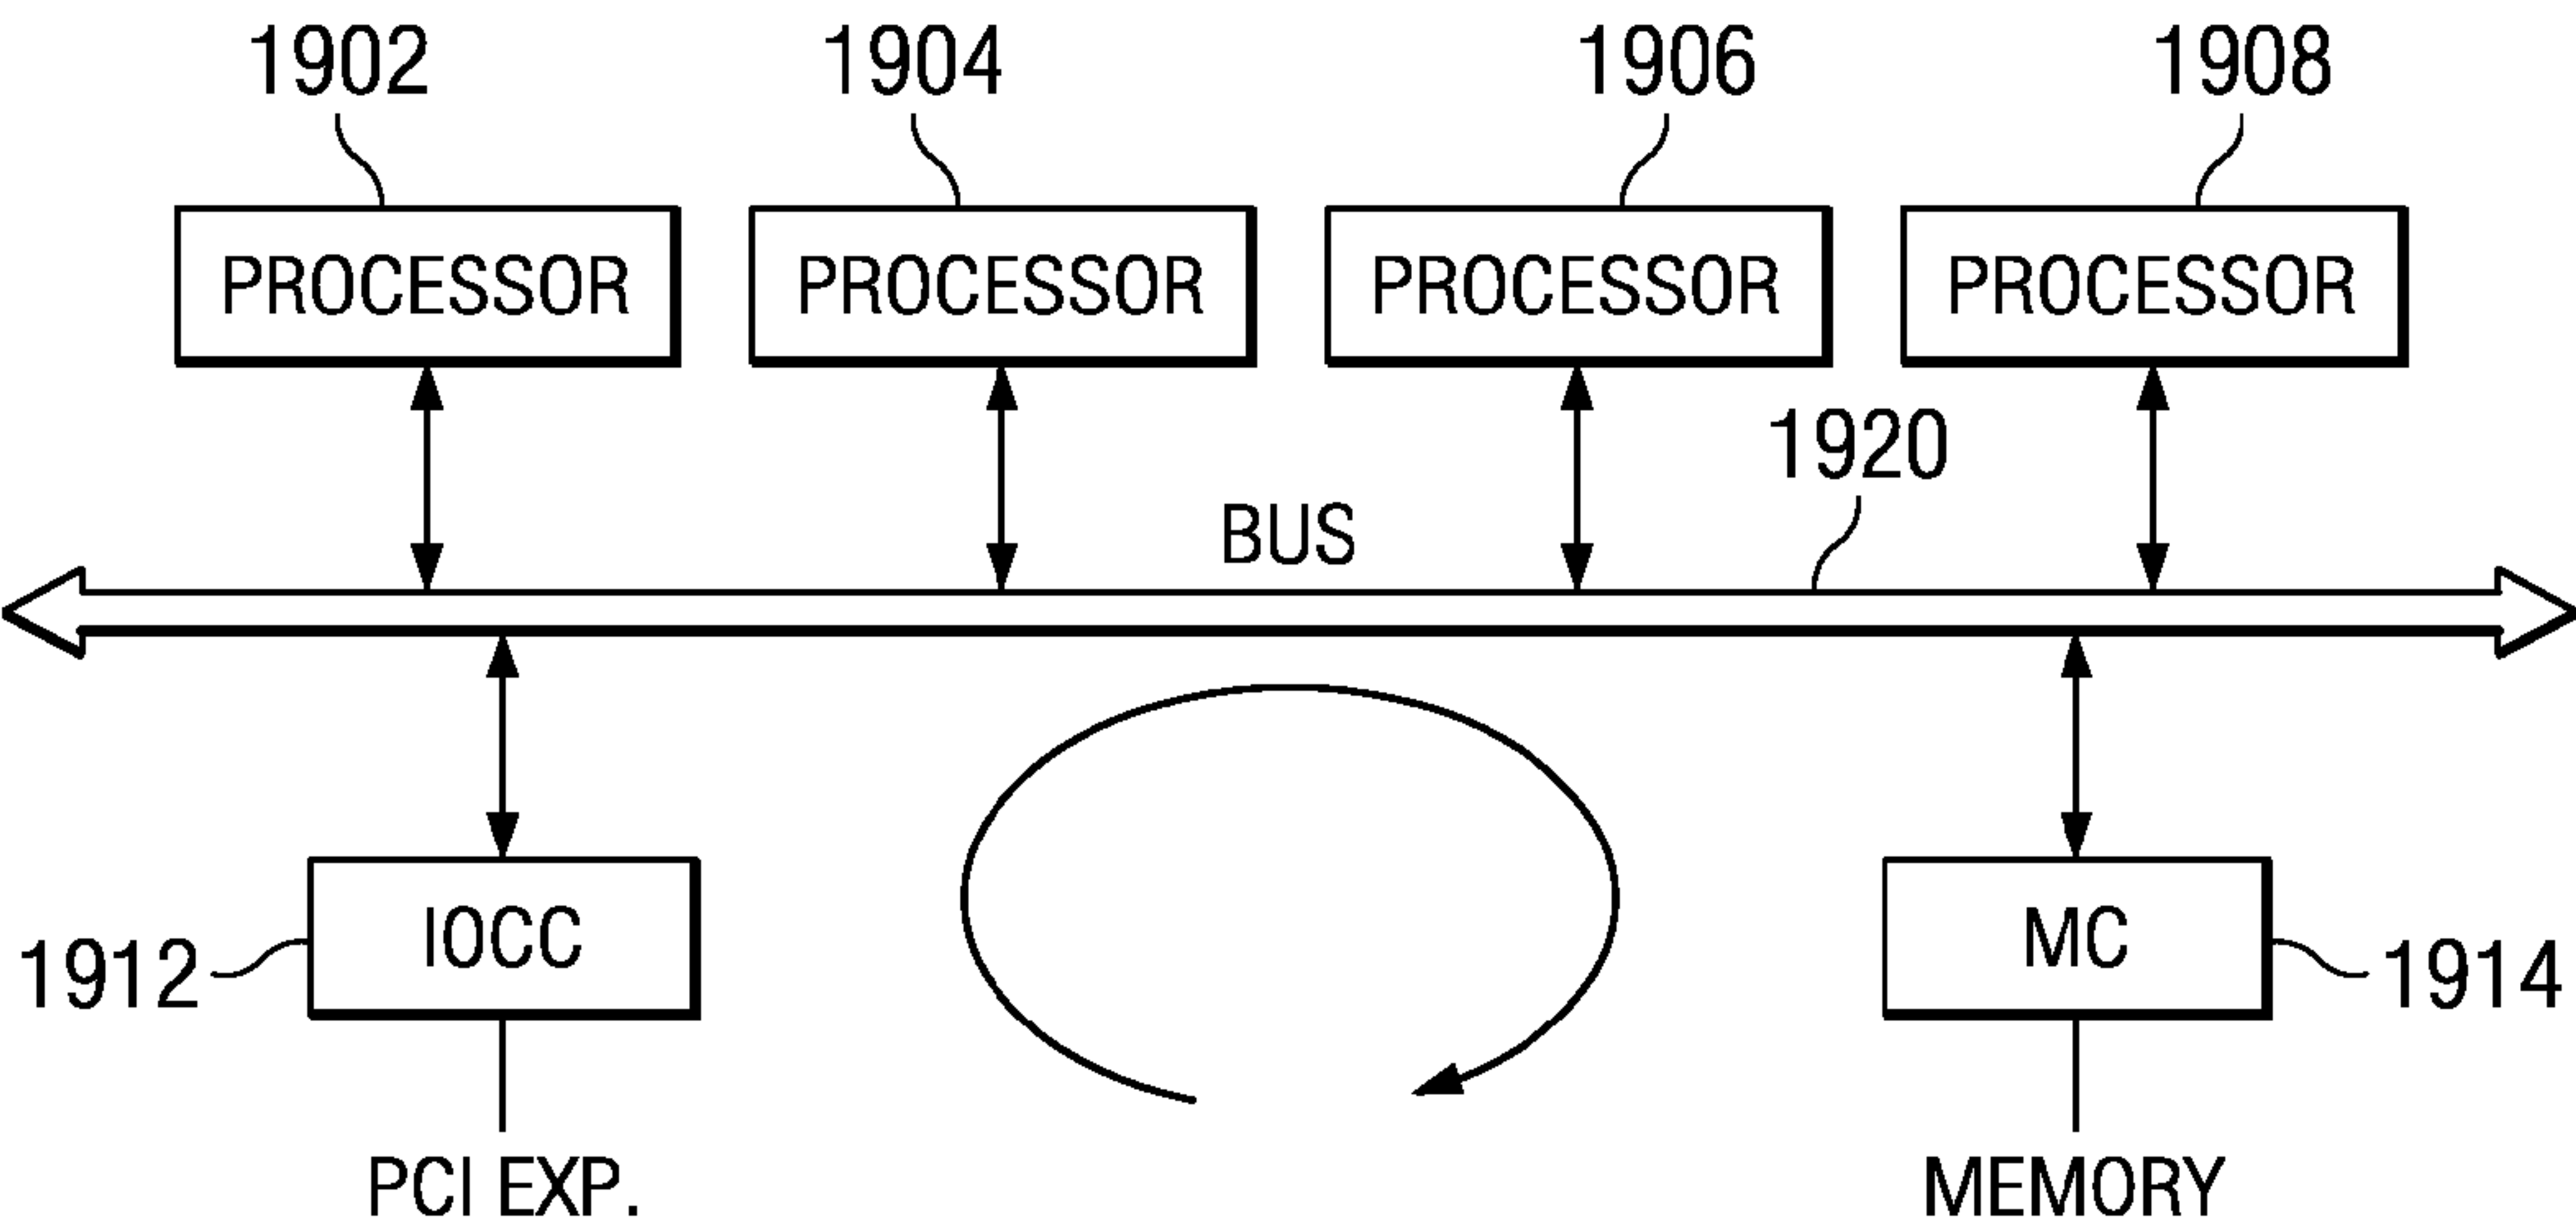 1902 1904 1906 1908
PROCESSOR PROCESSOR PROCESSOR PROCESSOR
1920
BUS
IOCC MC
1912 1914
PCI EXP. MEMORY